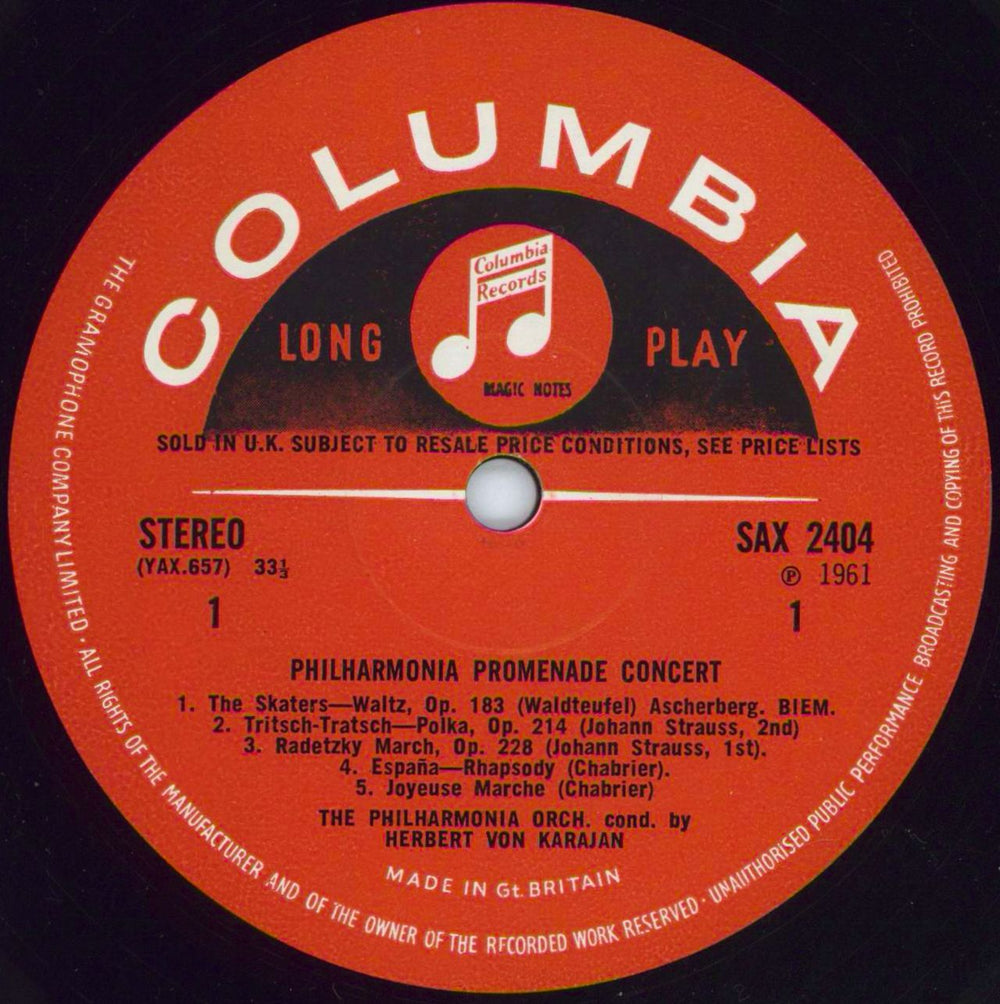 COLUMBIA
Columbia
Records
LONG PLAY
MAGIC NOTES
SOLD IN U.K. SUBJECT TO RESALE PRICE CONDITIONS, SEE PRICE LISTS
STEREO SAX 2404
(YAX.657) 33⅓ ℗ 1961
1 1
PHILHARMONIA PROMENADE CONCERT
1. The Skaters—Waltz, Op. 183 (Waldteufel) Ascherberg. BIEM.
2. Tritsch-Tratsch—Polka, Op. 214 (Johann Strauss, 2nd)
3. Radetzky March, Op. 228 (Johann Strauss, 1st).
4. España—Rhapsody (Chabrier).
5. Joyeuse Marche (Chabrier)
THE PHILHARMONIA ORCH. cond. by
HERBERT VON KARAJAN
MADE IN Gt. BRITAIN
THE GRAMOPHONE COMPANY LIMITED · ALL RIGHTS OF THE MANUFACTURER AND OF THE OWNER OF THE RECORDED WORK RESERVED · UNAUTHORISED PUBLIC PERFORMANCE BROADCASTING AND COPYING OF THIS RECORD PROHIBITED